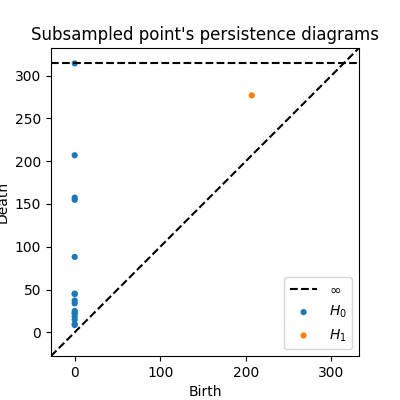 Subsampled point's persistence diagrams
300
250
200
150
100
50
0
Death
0 100 200 300
Birth
∞
H₀
H₁